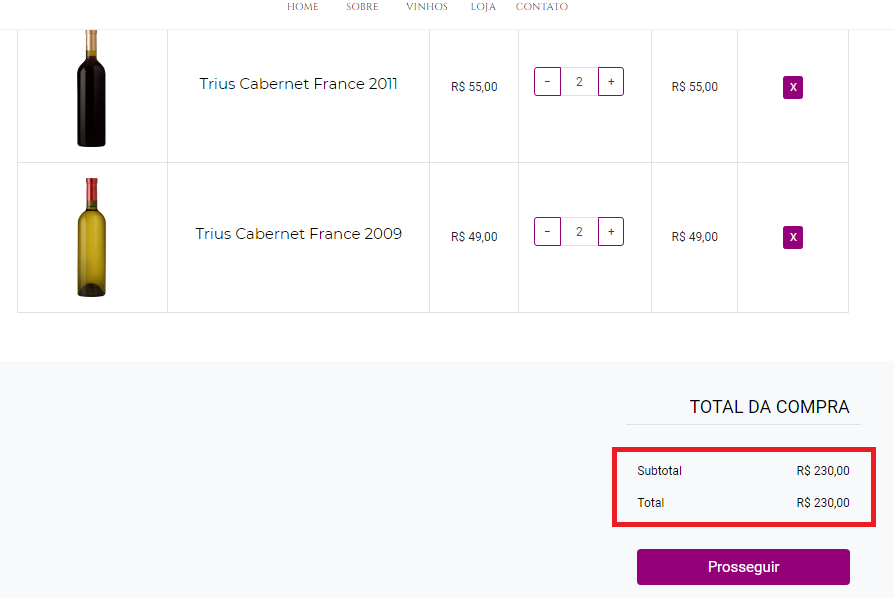 HOME SOBRE VINHOS LOJA CONTATO
Trius Cabernet France 2011 R$ 55,00 - 2 + R$ 55,00 X
Trius Cabernet France 2009 R$ 49,00 - 2 + R$ 49,00 X
TOTAL DA COMPRA
Subtotal R$ 230,00
Total R$ 230,00
Prosseguir